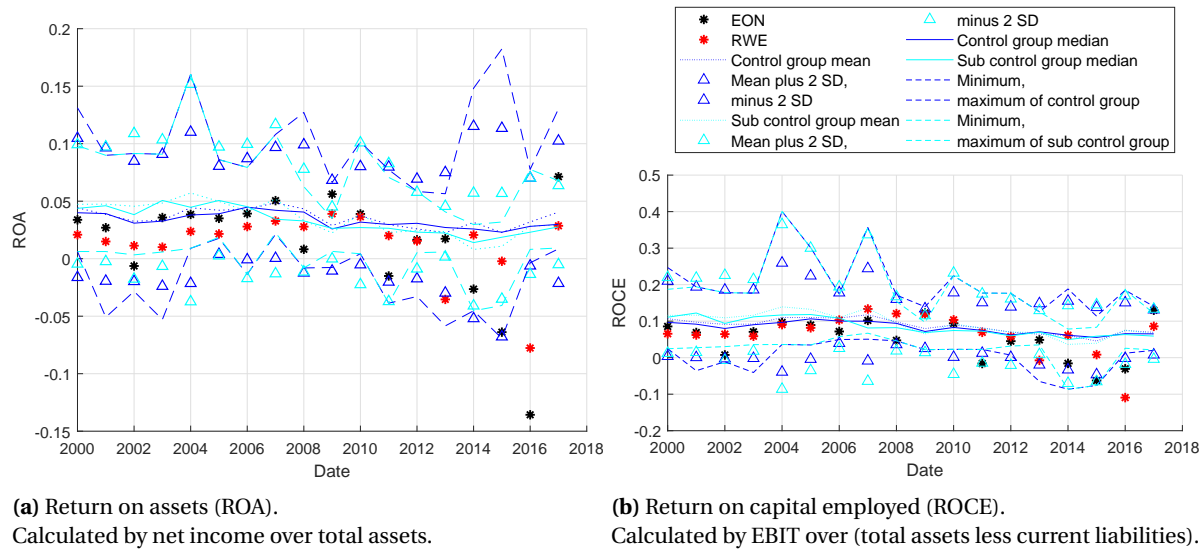 0.2
0.15
0.1
0.05
0
-0.05
-0.1
-0.15
ROA
2000 2002 2004 2006 2008 2010 2012 2014 2016 2018
Date
EON
RWE
Control group mean
Mean plus 2 SD,
minus 2 SD
Sub control group mean
Mean plus 2 SD,
minus 2 SD
Control group median
Sub control group median
Minimum,
maximum of control group
Minimum,
maximum of sub control group
0.5
0.4
0.3
0.2
0.1
0
-0.1
-0.2
ROCE
2000 2002 2004 2006 2008 2010 2012 2014 2016 2018
Date
(a) Return on assets (ROA).
Calculated by net income over total assets.
(b) Return on capital employed (ROCE).
Calculated by EBIT over (total assets less current liabilities).